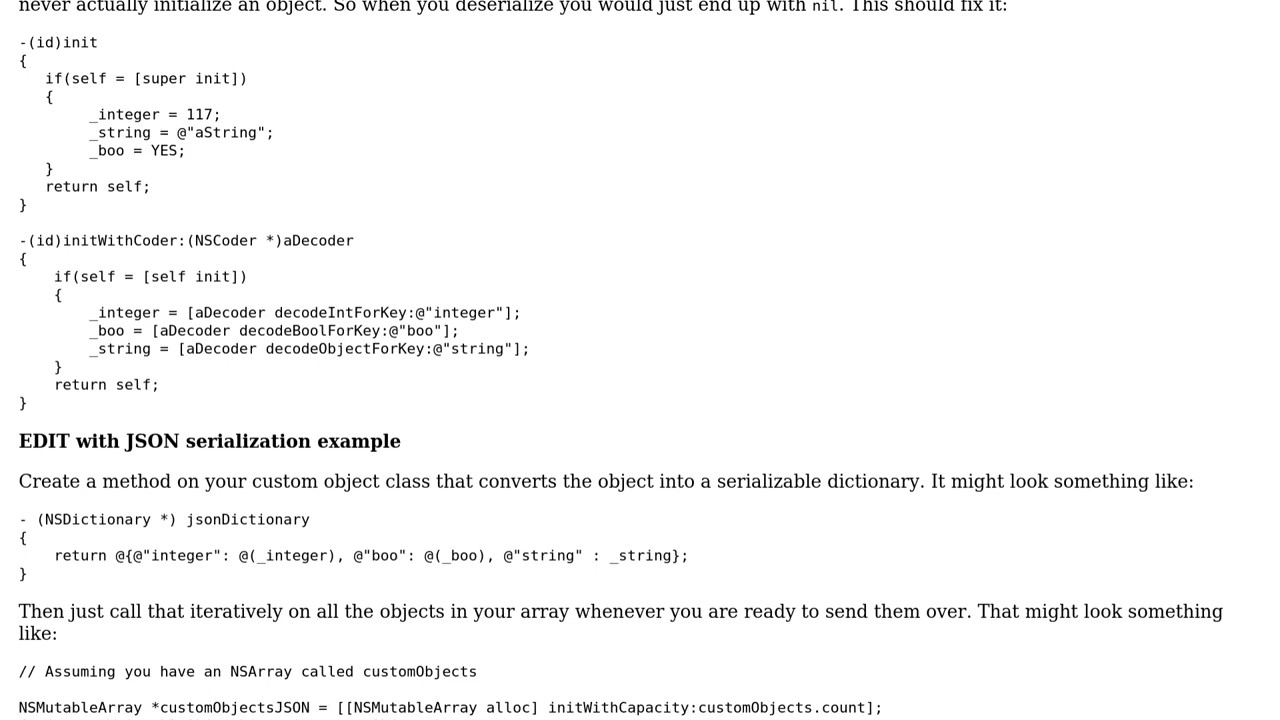 never actually initialize an object. So when you deserialize you would just end up with nil. This should fix it:
-(id)init
{
   if(self = [super init])
   {
        _integer = 117;
        _string = @"aString";
        _boo = YES;
   }
   return self;
}
-(id)initWithCoder:(NSCoder *)aDecoder
{
    if(self = [self init])
    {
        _integer = [aDecoder decodeIntForKey:@"integer"];
        _boo = [aDecoder decodeBoolForKey:@"boo"];
        _string = [aDecoder decodeObjectForKey:@"string"];
    }
    return self;
}
EDIT with JSON serialization example
Create a method on your custom object class that converts the object into a serializable dictionary. It might look something like:
- (NSDictionary *) jsonDictionary
{
    return @{@"integer": @(_integer), @"boo": @(_boo), @"string" : _string};
}
Then just call that iteratively on all the objects in your array whenever you are ready to send them over. That might look something
like:
// Assuming you have an NSArray called customObjects
NSMutableArray *customObjectsJSON = [[NSMutableArray alloc] initWithCapacity:customObjects.count];